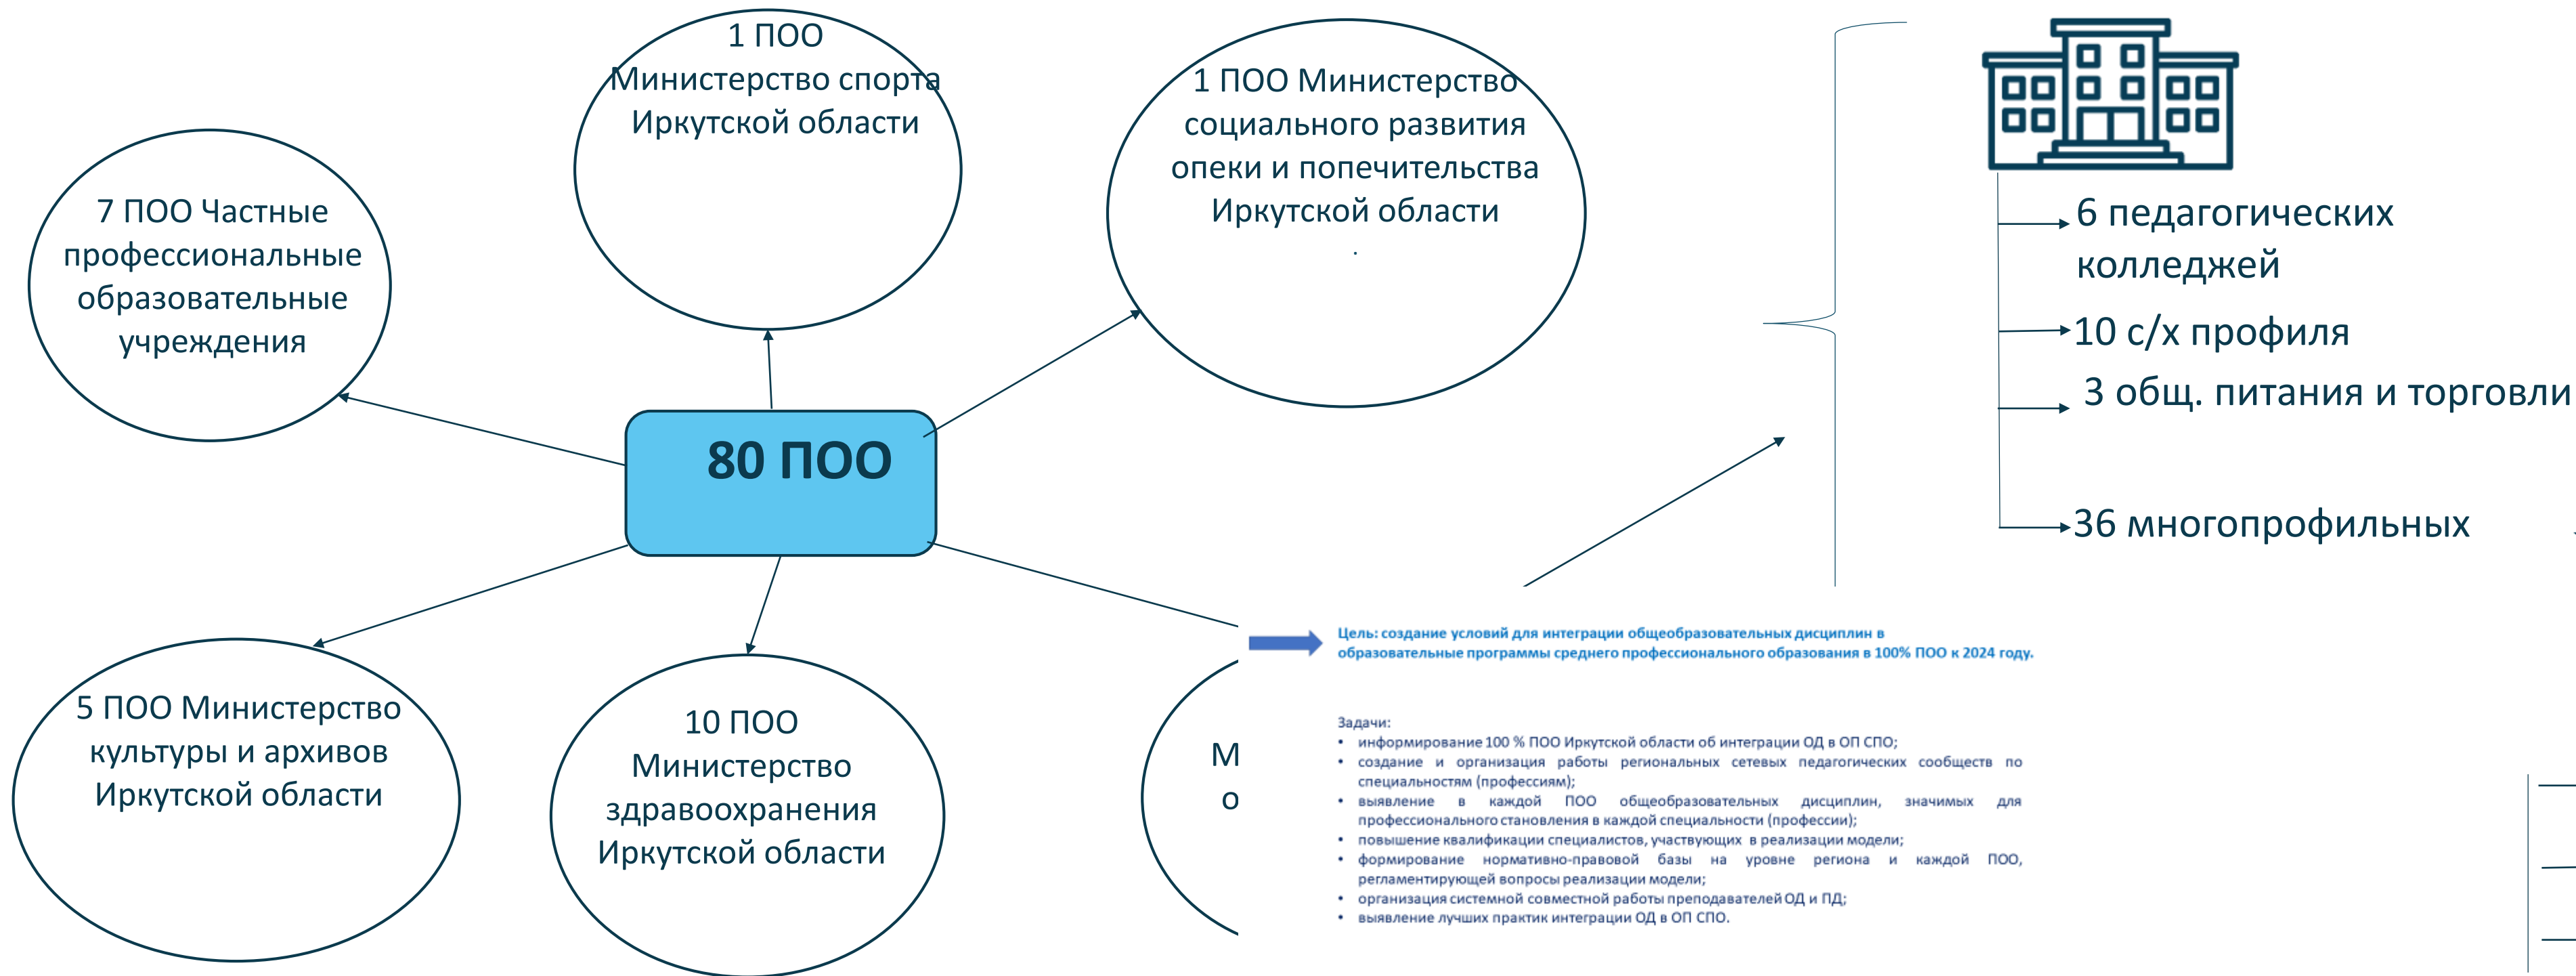 1 ПОО
Министерство спорта
Иркутской области
1 ПОО Министерство
социального развития
опеки и попечительства
Иркутской области
.
7 ПОО Частные
профессиональные
образовательные
учреждения
80 ПОО
5 ПОО Министерство
культуры и архивов
Иркутской области
10 ПОО
Министерство
здравоохранения
Иркутской области
М
о
6 педагогических
колледжей
10 с/х профиля
3 общ. питания и торговли
36 многопрофильных
Цель: создание условий для интеграции общеобразовательных дисциплин в
образовательные программы среднего профессионального образования в 100% ПОО к 2024 году.
Задачи:
• информирование 100 % ПОО Иркутской области об интеграции ОД в ОП СПО;
• создание и организация работы региональных сетевых педагогических сообществ по
специальностям (профессиям);
• выявление в каждой ПОО общеобразовательных дисциплин, значимых для
профессионального становления в каждой специальности (профессии);
• повышение квалификации специалистов, участвующих в реализации модели;
• формирование нормативно-правовой базы на уровне региона и каждой ПОО,
регламентирующей вопросы реализации модели;
• организация системной совместной работы преподавателей ОД и ПД;
• выявление лучших практик интеграции ОД в ОП СПО.